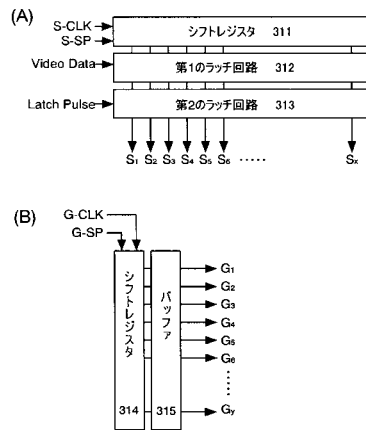 (A)
S-CLK
S-SP
シフトレジスタ 311
Video Data
第1のラッチ回路 312
Latch Pulse
第2のラッチ回路 313
S1 S2 S3 S4 S5 S6 ····· Sx
(B)
G-CLK
G-SP
シフトレジスタ
314
バッファ
315
G1
G2
G3
G4
G5
G6
Gy